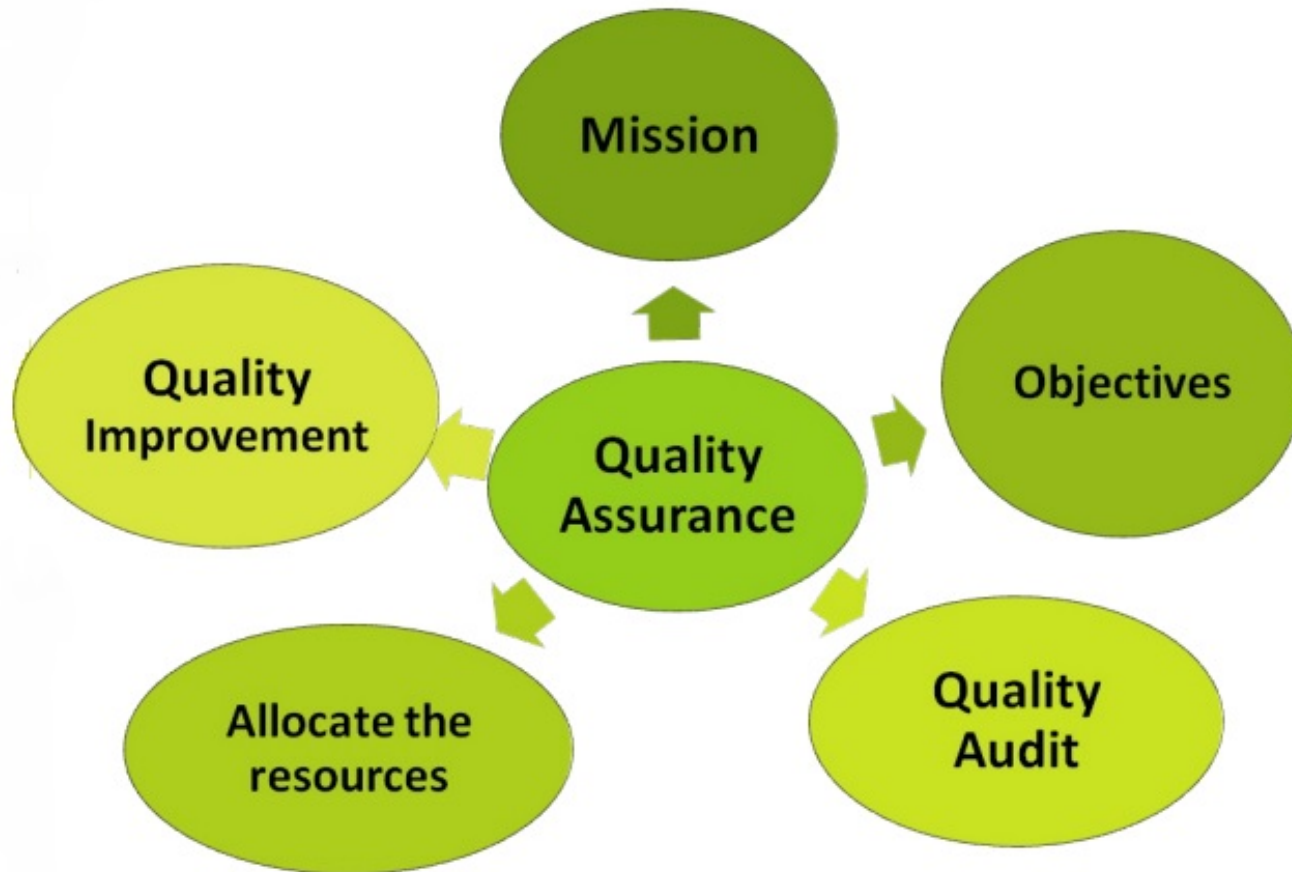 Mission
Objectives
Quality
Improvement
Quality
Assurance
Quality
Audit
Allocate the
resources